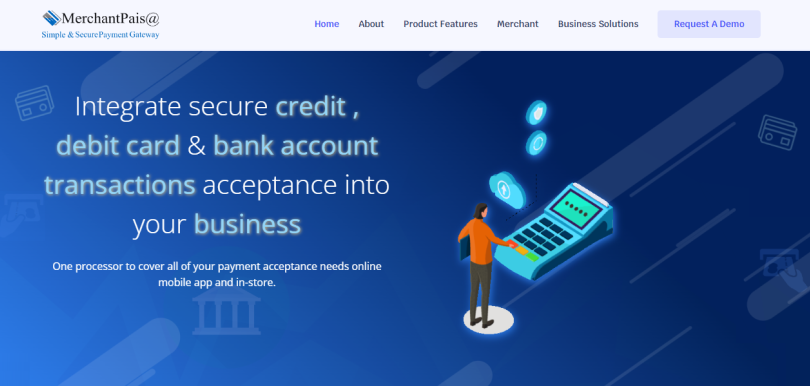 MerchantPais@
Simple & Secure Payment Gateway
Home
About
Product Features
Merchant
Business Solutions
Request A Demo
Integrate secure credit ,
debit card & bank account
transactions acceptance into
your business
One processor to cover all of your payment acceptance needs online
mobile app and in-store.